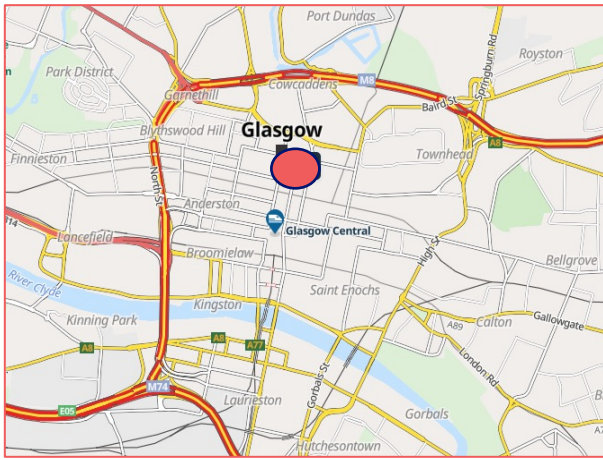 Port Dundas
Royston
Springburn Rd
Park District
M8
Cowcaddens
Garnethill
Baird St
Blythswood Hill
Glasgow
A8
Finnieston
Townhead
North St
Anderston
Glasgow Central
Lancefield
High St
Broomielaw
Bellgrove
River Clyde
Saint Enochs
Kingston
Kinning Park
Calton
Gallowgate
A89
A8
A8
A77
London Rd
M74
Gorbals St
Laurieston
E05
Gorbals
Hutchesontown